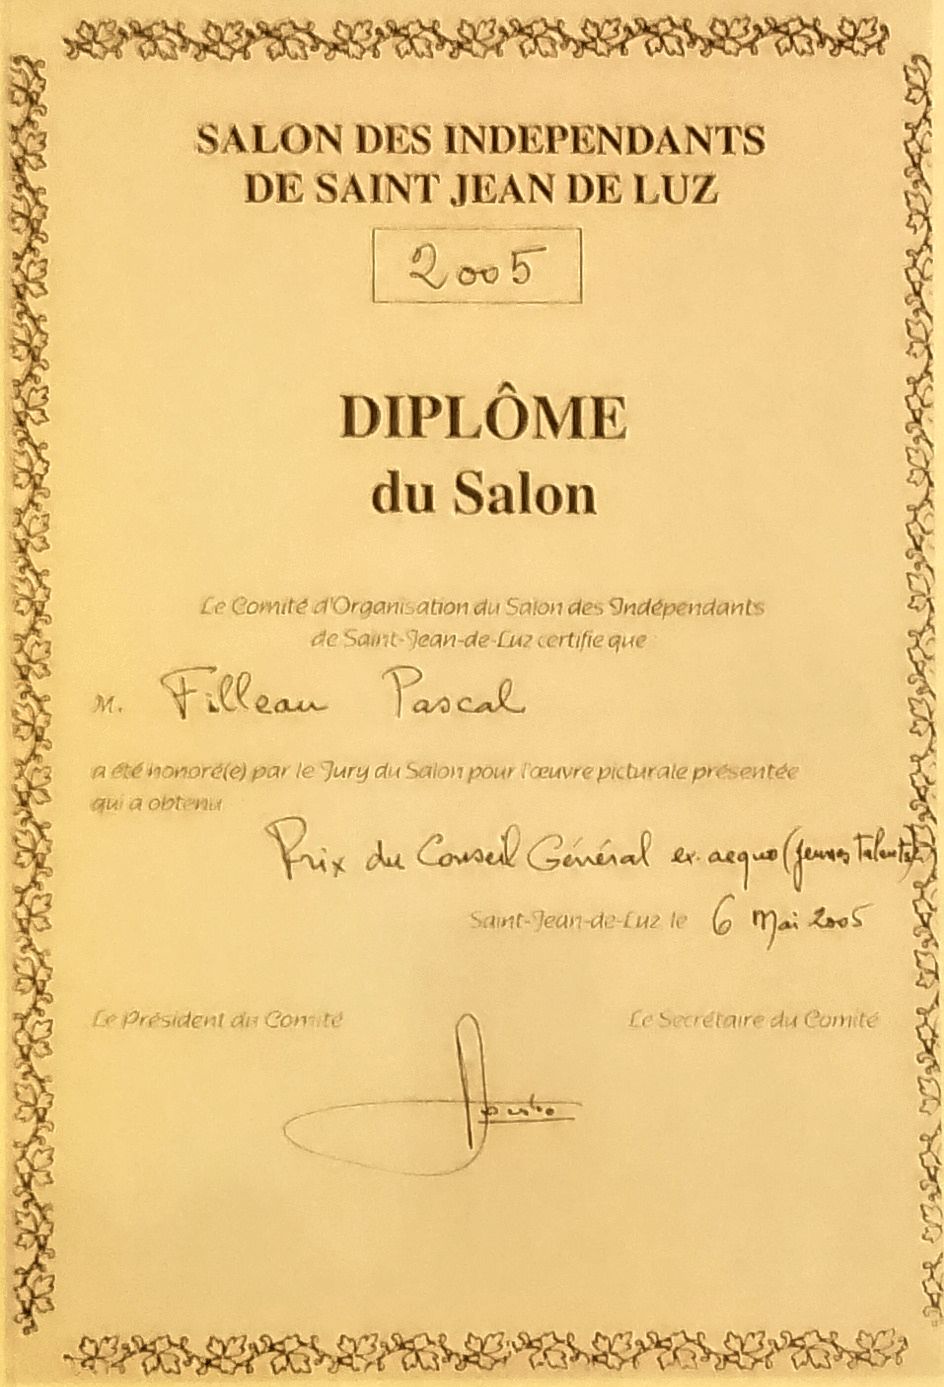 SALON DES INDEPENDANTS
DE SAINT JEAN DE LUZ
2005
DIPLÔME
du Salon
Le Comité d'Organisation du Salon des Indépendants
de Saint-Jean-de-Luz certifie que
M. Filleau Pascal
a été honoré(e) par le Jury du Salon pour l'œuvre picturale présentée
qui a obtenu
Prix du Conseil Général ex. aequo (jeunes Talents)
Saint-Jean-de-Luz le 6 Mai 2005
Le Président du Comité Le Secrétaire du Comité